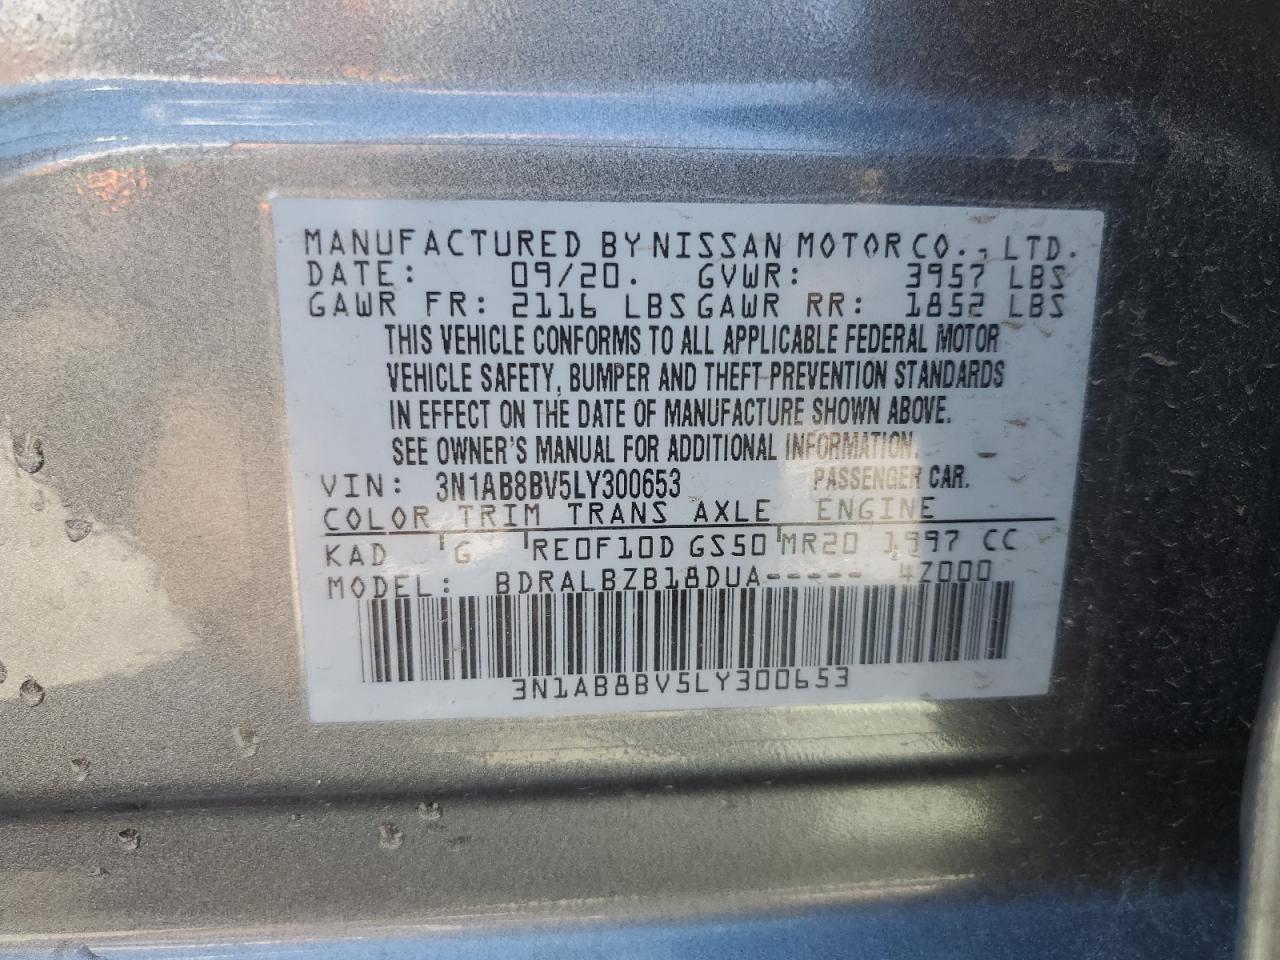 MANUFACTURED BY NISSAN MOTOR CO., LTD.
DATE: 09/20. GVWR: 3957 LBS
GAWR FR: 2116 LBS GAWR RR: 1852 LBS
THIS VEHICLE CONFORMS TO ALL APPLICABLE FEDERAL MOTOR
VEHICLE SAFETY, BUMPER AND THEFT PREVENTION STANDARDS
IN EFFECT ON THE DATE OF MANUFACTURE SHOWN ABOVE.
SEE OWNER'S MANUAL FOR ADDITIONAL INFORMATION.
VIN: 3N1AB8BV5LY300653 PASSENGER CAR.
COLOR TRIM TRANS AXLE ENGINE
KAD G RE0F10D GS50 MR20 1997 CC
MODEL: BDRALBZB18DUA----- 4Z000
3N1AB8BV5LY300653